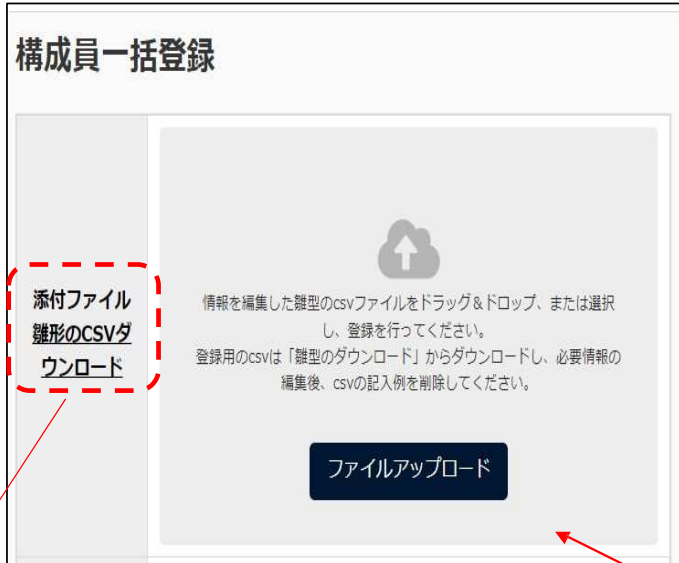 構成員一括登録
添付ファイル
雛形のCSVダ
ウンロード
情報を編集した雛型のcsvファイルをドラッグ＆ドロップ、または選択
し、登録を行ってください。
登録用のcsvは「雛型のダウンロード」からダウンロードし、必要情報の
編集後、csvの記入例を削除してください。
ファイルアップロード